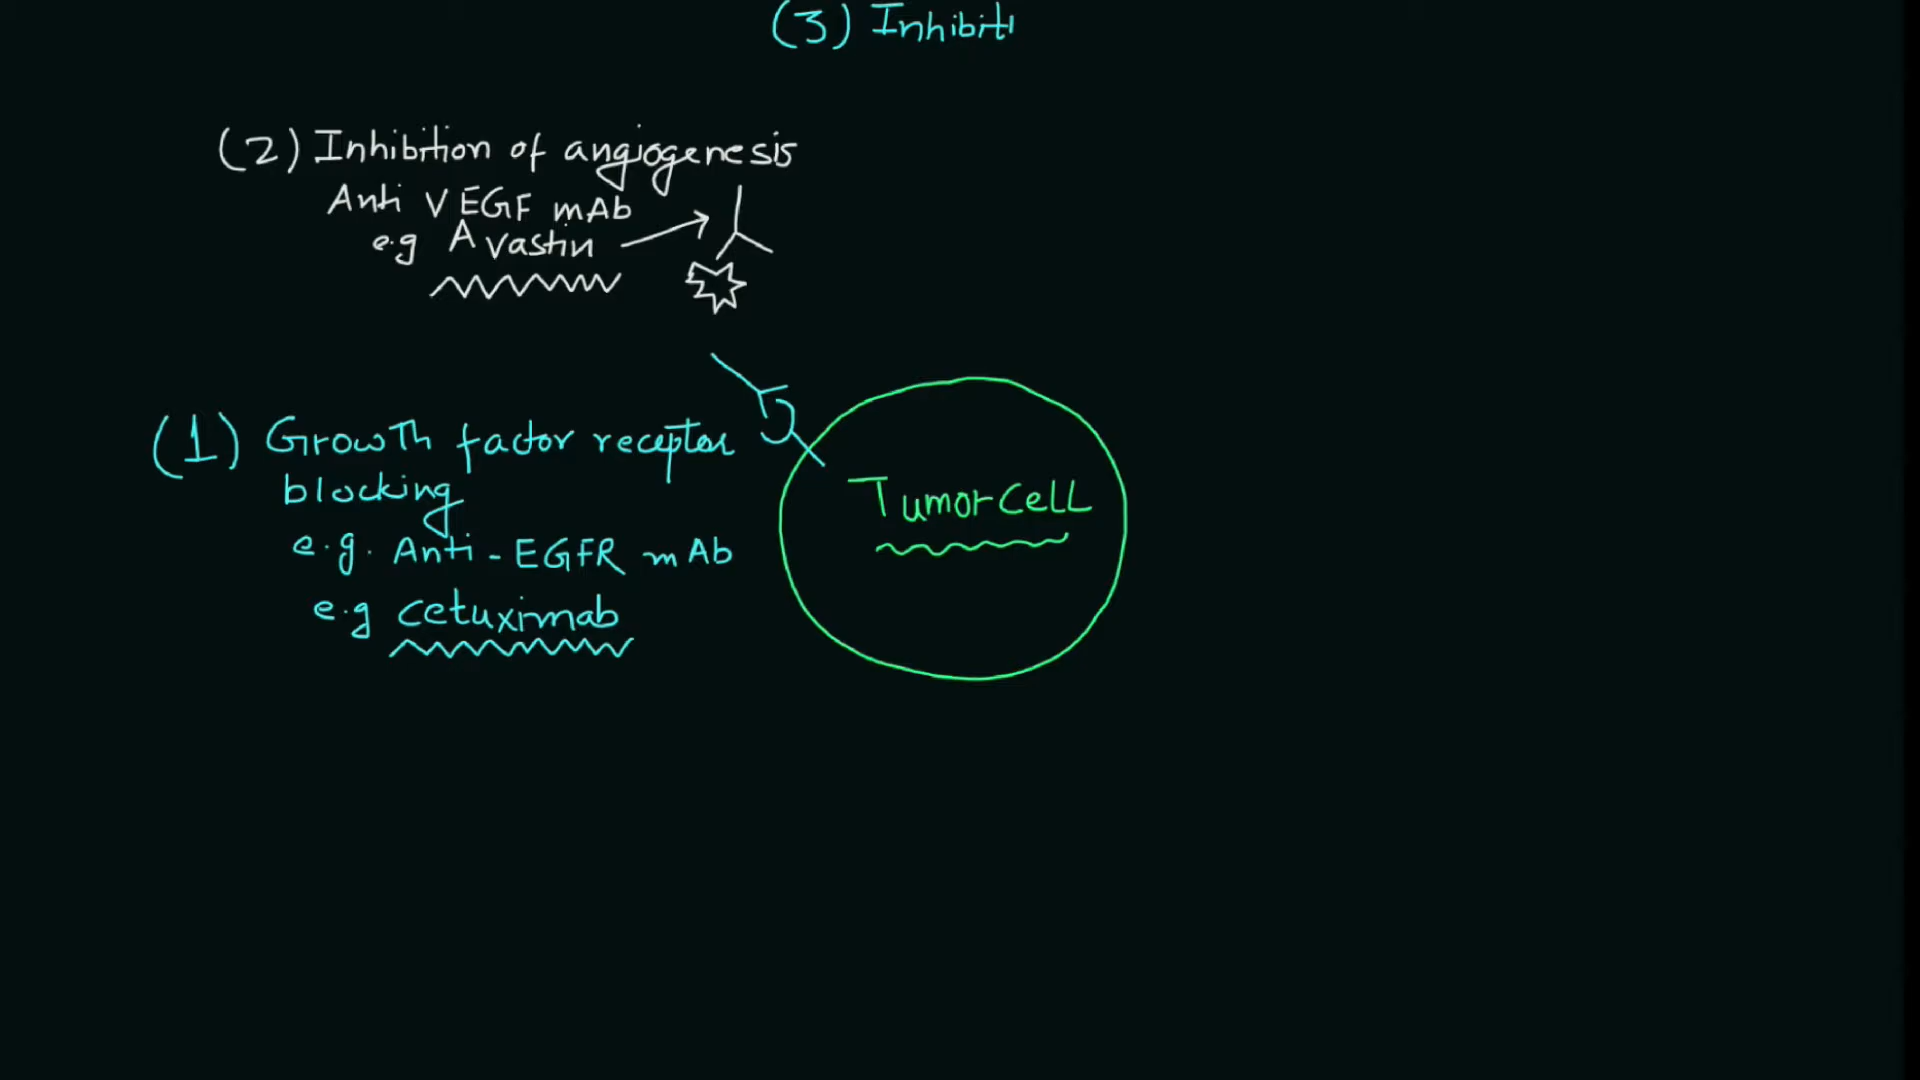 (3) Inhibiti
(2) Inhibition of angiogenesis
Anti VEGF mAb
e.g Avastin
(1) Growth factor receptor
blocking
e.g. Anti-EGFR mAb
e.g cetuximab
Tumor Cell